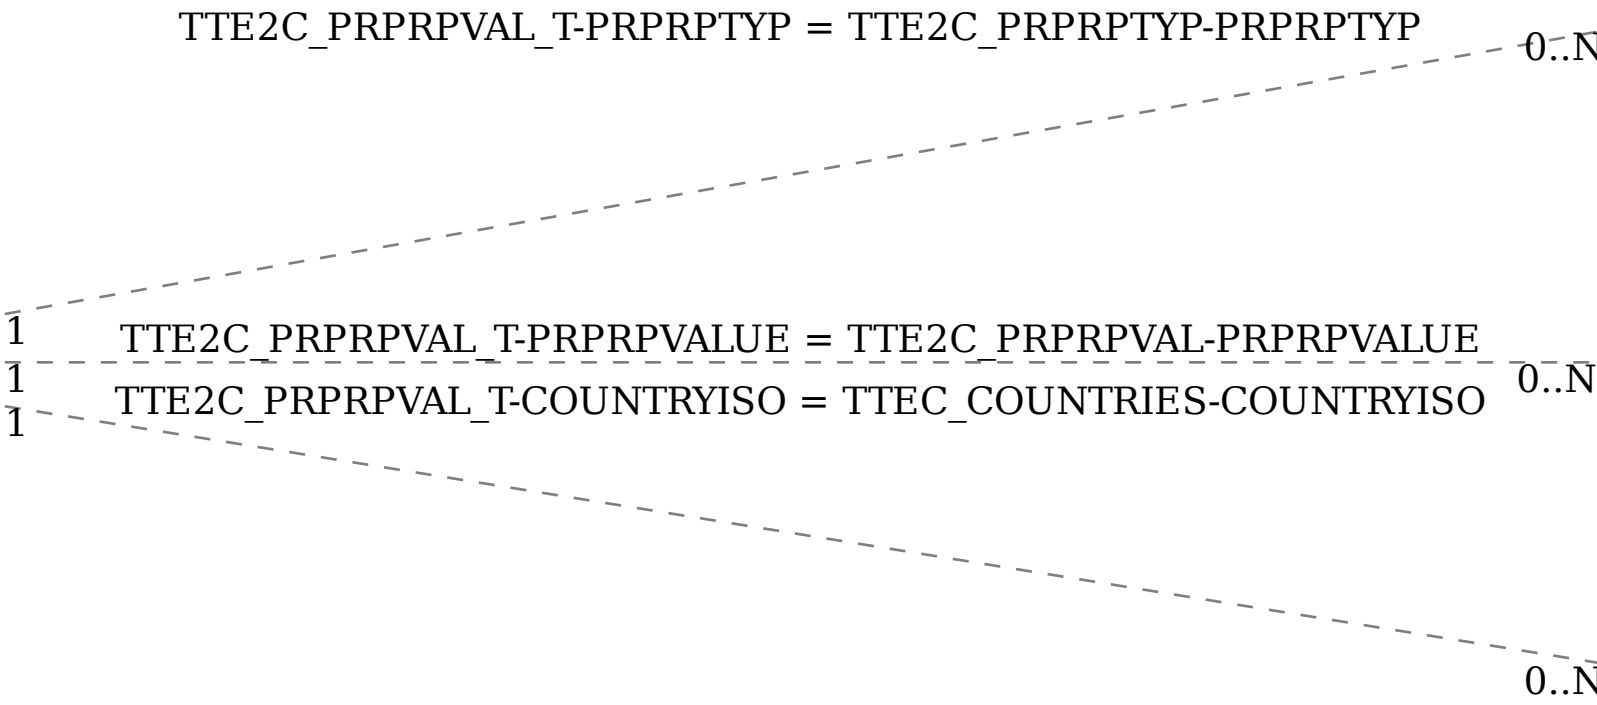 TTE2C_PRPRPVAL_T-PRPRPTYP = TTE2C_PRPRPTYP-PRPRPTYP
0..N
1
TTE2C_PRPRPVAL_T-PRPRPVALUE = TTE2C_PRPRPVAL-PRPRPVALUE
1
0..N
TTE2C_PRPRPVAL_T-COUNTRYISO = TTEC_COUNTRIES-COUNTRYISO
1
0..N